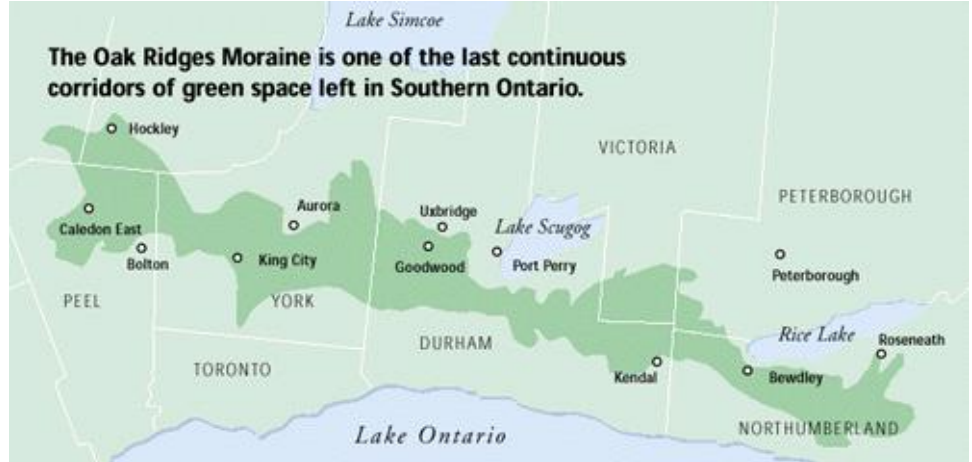 Lake Simcoe
The Oak Ridges Moraine is one of the last continuous
corridors of green space left in Southern Ontario.
Hockley
VICTORIA
PETERBOROUGH
Aurora
Uxbridge
Caledon East
Lake Scugog
Bolton
King City
Goodwood
Port Perry
Peterborough
PEEL
YORK
DURHAM
Rice Lake
Roseneath
TORONTO
Kendal
Bewdley
NORTHUMBERLAND
Lake Ontario